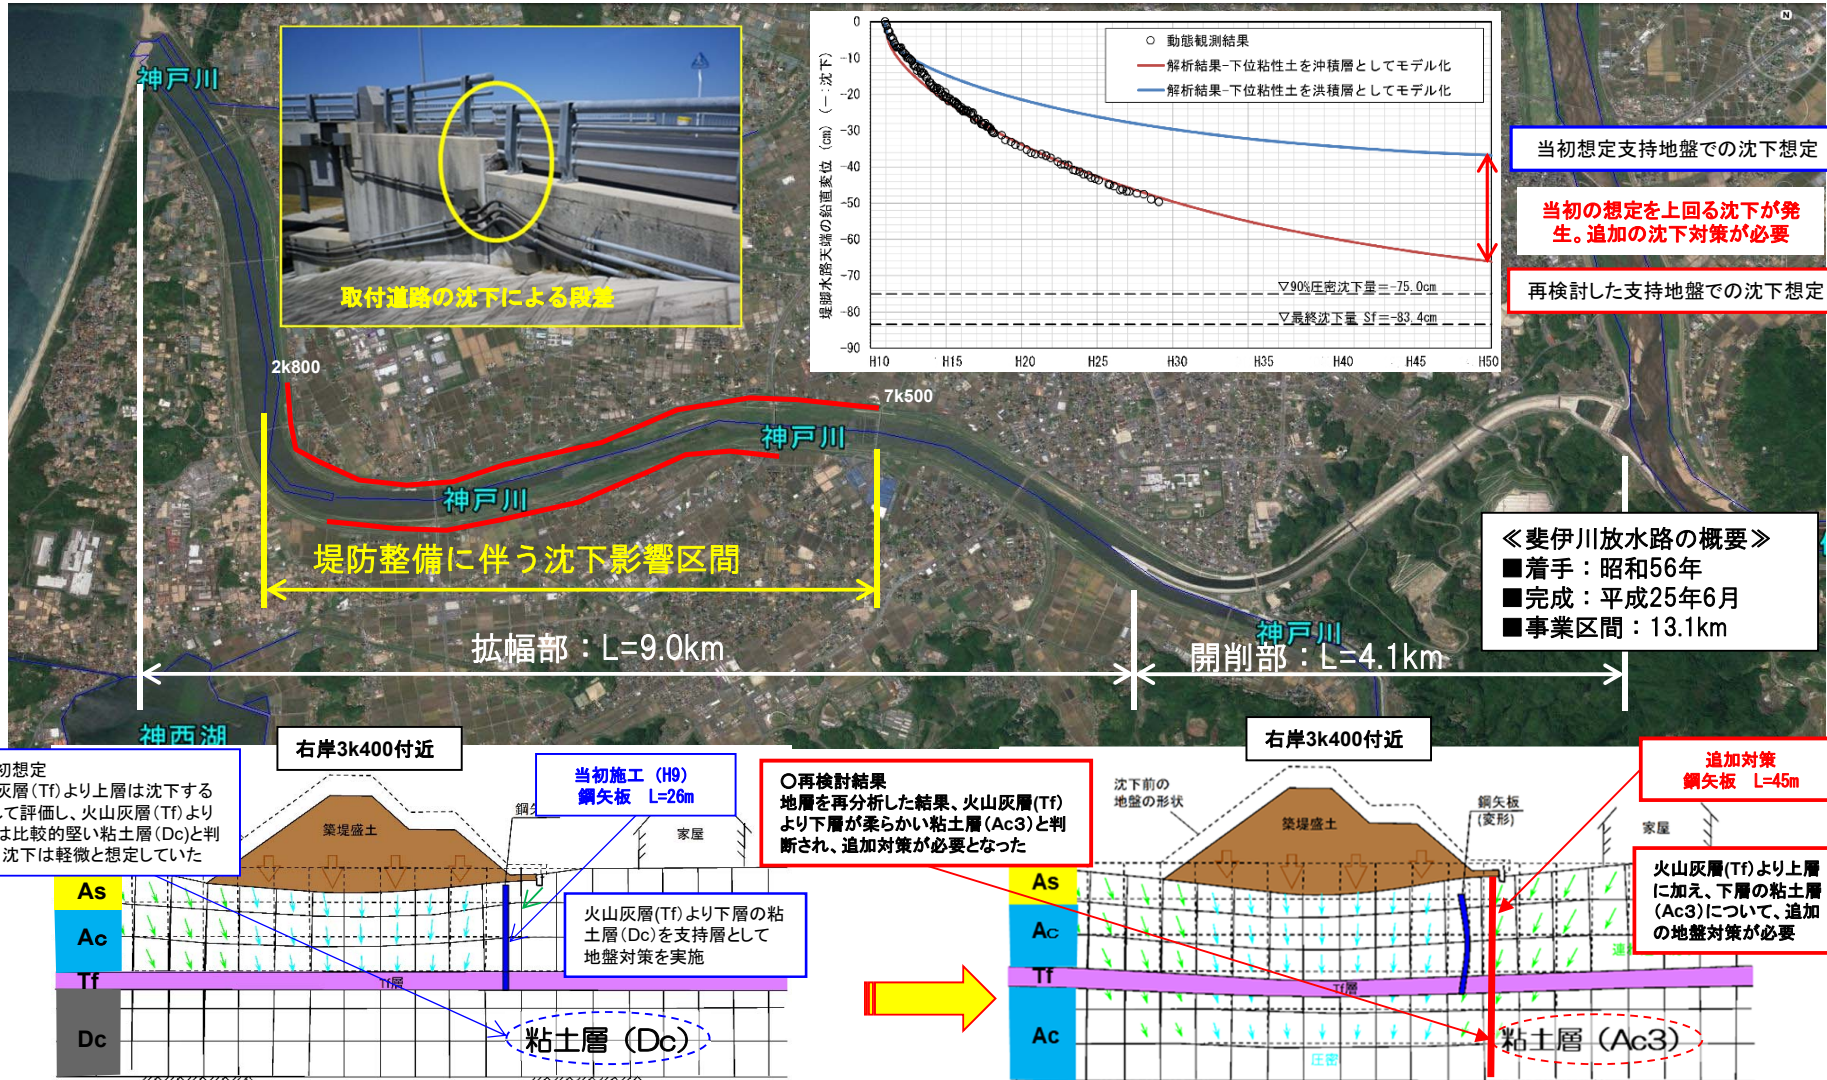 神戸川
取付道路の沈下による段差
堤脚水路天端の鉛直変位 (cm) (－:沈下)
0
-10
-20
-30
-40
-50
-60
-70
-80
-90
H10
H15
H20
H25
H30
H35
H40
H45
H50
動態観測結果
解析結果-下位粘性土を沖積層としてモデル化
解析結果-下位粘性土を洪積層としてモデル化
▽90%圧密沈下量=-75.0cm
▽最終沈下量 Sf=-83.4cm
N
当初想定支持地盤での沈下想定
当初の想定を上回る沈下が発
生。追加の沈下対策が必要
再検討した支持地盤での沈下想定
2k800
7k500
神戸川
神戸川
堤防整備に伴う沈下影響区間
拡幅部：L=9.0km
開削部：L=4.1km
神戸川
≪斐伊川放水路の概要≫
■着手：昭和56年
■完成：平成25年6月
■事業区間：13.1km
神西湖
右岸3k400付近
初想定
灰層(Tf)より上層は沈下する
して評価し、火山灰層(Tf)より
は比較的堅い粘土層(Dc)と判
沈下は軽微と想定していた
当初施工 (H9)
鋼矢板 L=26m
築堤盛土
家屋
As
Ac
Tf
Dc
Tf層
火山灰層(Tf)より下層の粘
土層(Dc)を支持層として
地盤対策を実施
粘土層（Dc）
右岸3k400付近
○再検討結果
地層を再分析した結果、火山灰層(Tf)
より下層が柔らかい粘土層(Ac3)と判
断され、追加対策が必要となった
沈下前の
地盤の形状
築堤盛土
鋼矢板
(変形)
家屋
追加対策
鋼矢板 L=45m
火山灰層(Tf)より上層
に加え、下層の粘土層
(Ac3)について、追加
の地盤対策が必要
As
Ac
Tf
Ac
Tf層
圧密
粘土層（Ac3）